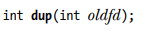 int dup(int oldfd);